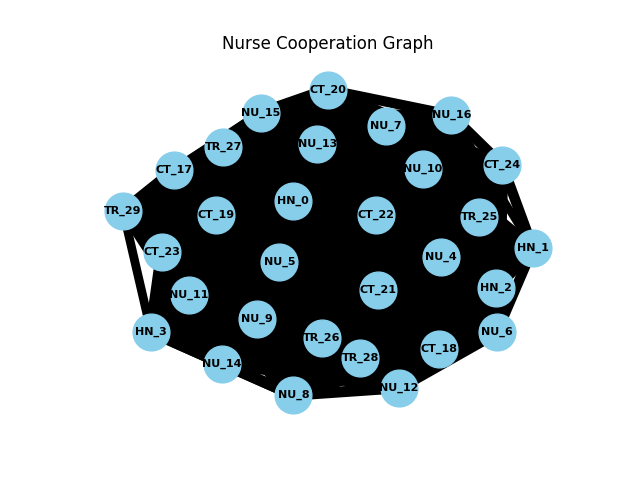 Nurse Cooperation Graph
CT_20
NU_15
NU_16
NU_7
NU_13
TR_27
CT_24
CT_17
NU_10
HN_0
TR_29
CT_19
CT_22
TR_25
HN_1
CT_23
NU_4
NU_5
HN_2
CT_21
NU_11
NU_9
HN_3
NU_6
TR_26
CT_18
TR_28
NU_14
NU_12
NU_8